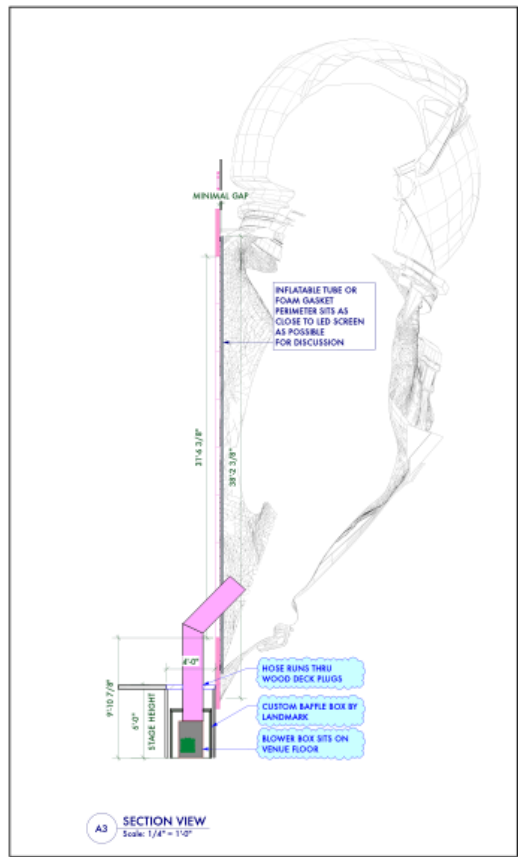 MINIMAL GAP
INFLATABLE TUBE OR
FOAM GASKET
PERIMETER SITS AS
CLOSE TO LED SCREEN
AS POSSIBLE
FOR DISCUSSION
31'-6 3/8"
38'-2 3/8"
4'-0"
9'-10 7/8"
6'-0"
STAGE HEIGHT
HOSE RUNS THRU
WOOD DECK PLUGS
CUSTOM BAFFLE BOX BY
LANDMARK
BLOWER BOX SITS ON
VENUE FLOOR
A3
SECTION VIEW
Scale: 1/4" = 1'-0"